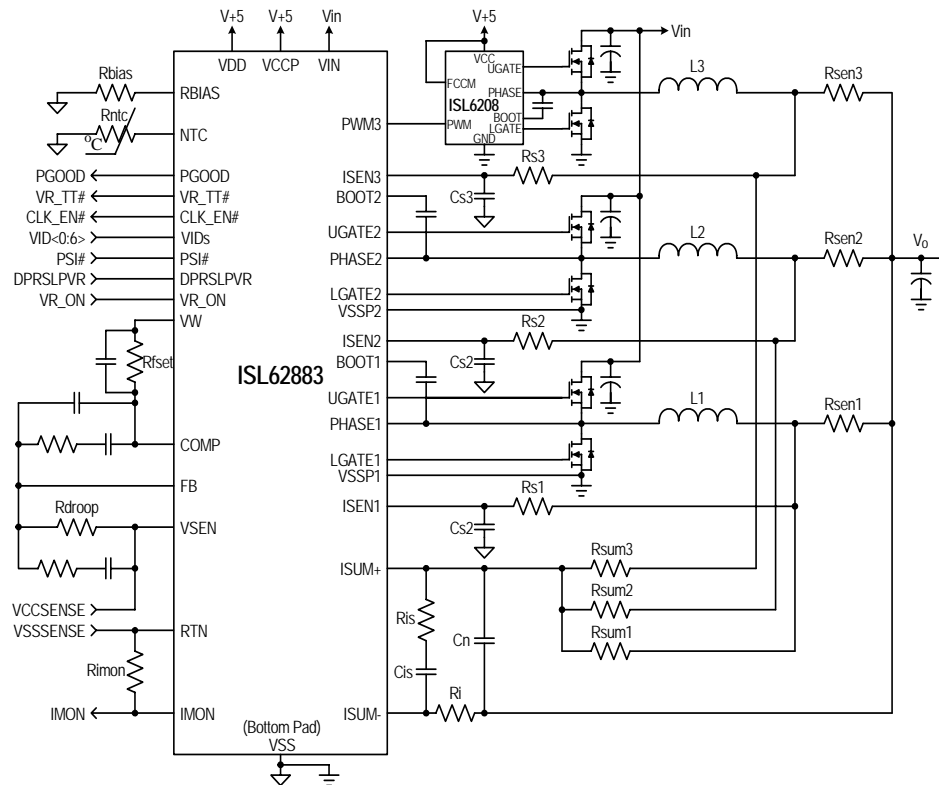 V+5 V+5 Vin
VDD VCCP VIN
V+5
VCC
UGATE
FCCM
PHASE
ISL6208
BOOT
PWM
LGATE
GND
Vin
L3
Rsen3
Rbias
RBIAS
Rntc
°C
NTC
PWM3
PGOOD PGOOD
VR_TT# VR_TT#
CLK_EN# CLK_EN#
VID<0:6> VIDs
PSI# PSI#
DPRSLPVR DPRSLPVR
VR_ON VR_ON
VW
Rfset
ISL62883
COMP
FB
Rdroop
VSEN
VCCSENSE
VSSSENSE RTN
Rimon
IMON IMON
(Bottom Pad)
VSS
ISEN3
Rs3
Cs3
BOOT2
UGATE2
PHASE2
L2
Rsen2
Vo
LGATE2
VSSP2
ISEN2
Rs2
Cs2
BOOT1
UGATE1
PHASE1
L1
Rsen1
LGATE1
VSSP1
ISEN1
Rs1
Cs2
ISUM+
Rsum3
Rsum2
Rsum1
Ris
Cn
Cis
Ri
ISUM-